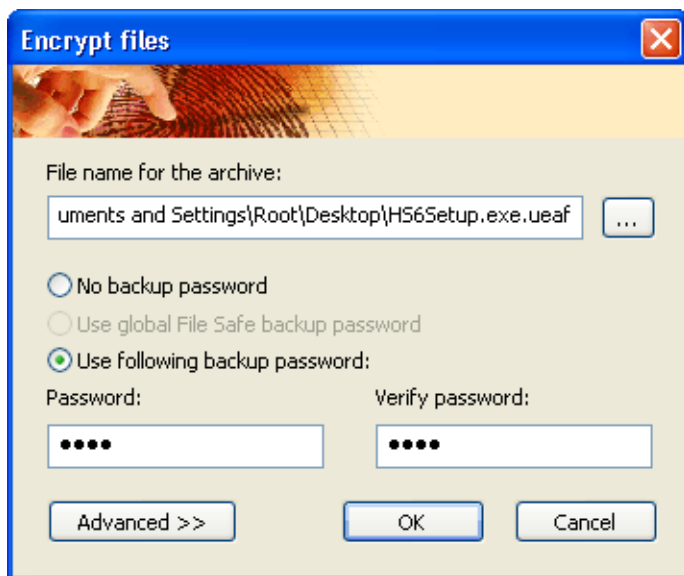 Encrypt files
File name for the archive:
uments and Settings\Root\Desktop\HS6Setup.exe.ueaf
...
No backup password
Use global File Safe backup password
Use following backup password:
Password: Verify password:
•••• ••••
Advanced >> OK Cancel